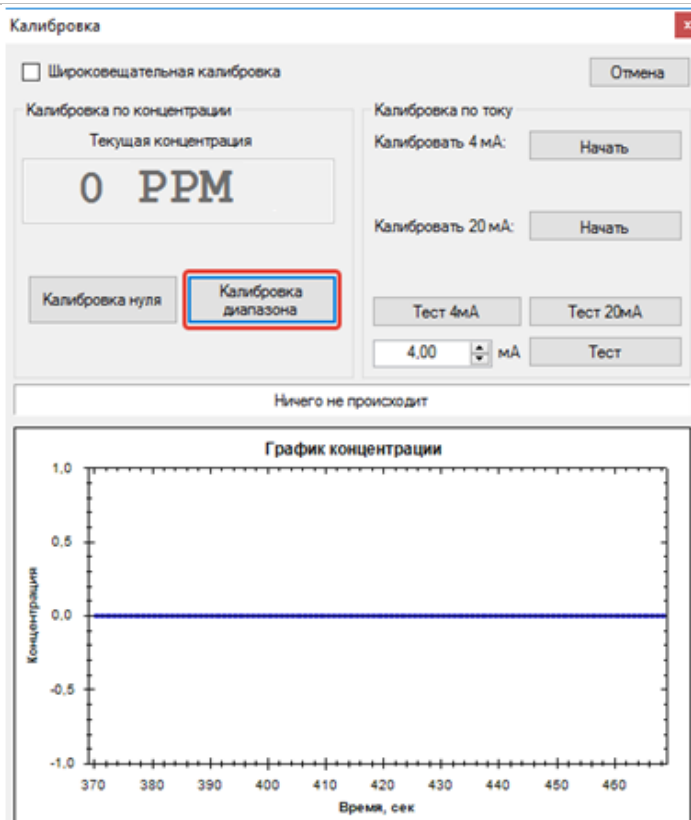 Калибровка
x
Широковещательная калибровка
Отмена
Калибровка по концентрации
Текущая концентрация
0 PPM
Калибровка нуля
Калибровка
диапазона
Калибровка по току
Калибровать 4 мА:
Начать
Калибровать 20 мА:
Начать
Тест 4мА
Тест 20мА
4,00
мА
Тест
Ничего не происходит
График концентрации
Концентрация
1,0
0,5
0.0
-0,5
-1,0
370 380 390 400 410 420 430 440 450 460
Время, сек